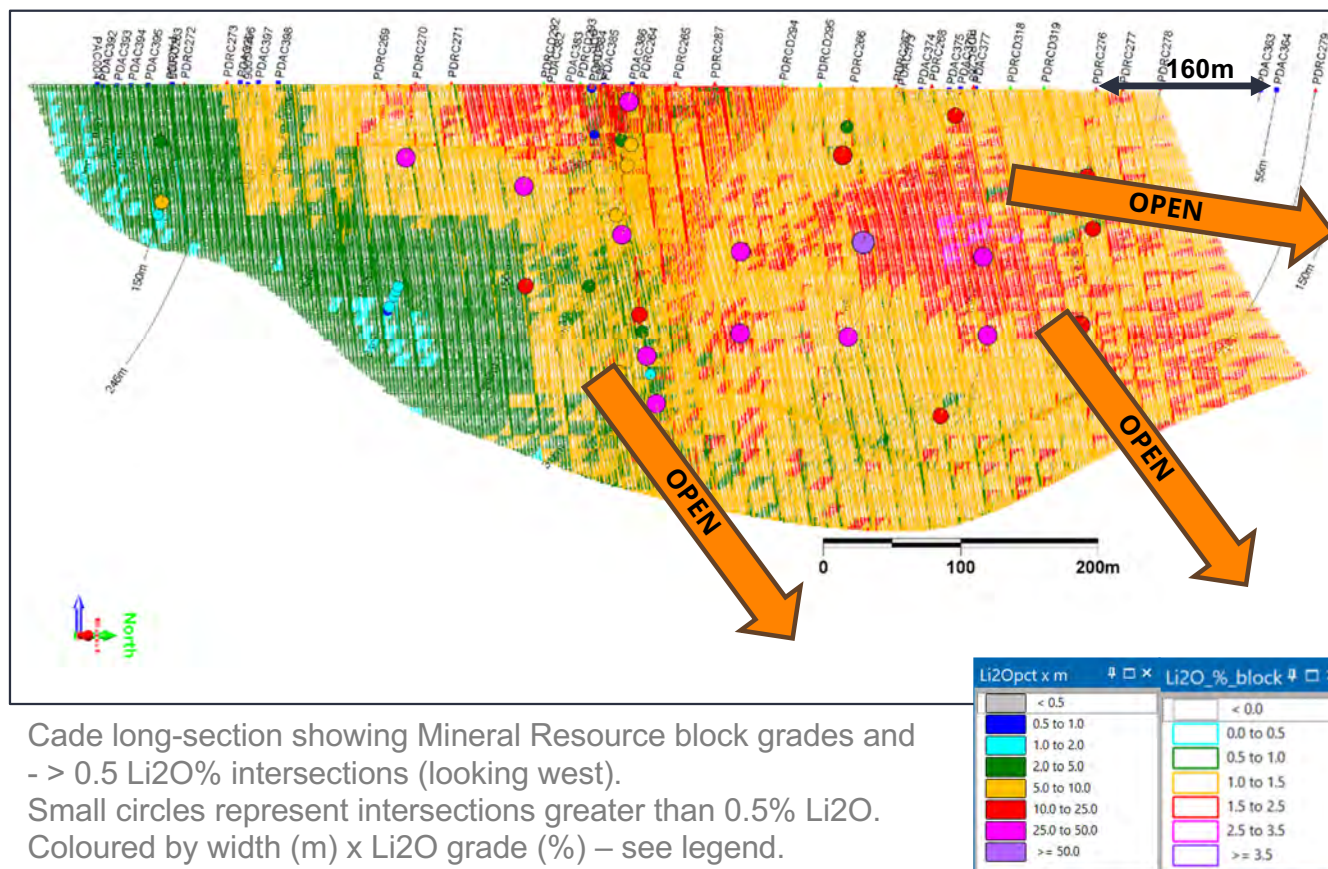 PDAC392
PDAC393
PDAC394
PDAC395
PDRC272
PDRC273
PDAC397
PDAC398
PDRC269
PDRC270
PDRC271
PDRCD292
PDAC382
PDAC383
PDRCD293
PDAC385
PDAC386
PDRC264
PDRC265
PDRC267
PDRCD294
PDRCD295
PDRC266
PDAC374
PDRC268
PDAC375
PDAC377
PDRCD318
PDRCD319
PDRC276
PDRC277
PDRC278
PDAC363
PDAC364
PDRC279
160m
55m
OPEN
150m
150m
246m
OPEN
OPEN
0 100 200m
North
Li2Opct x m
< 0.5
0.5 to 1.0
1.0 to 2.0
2.0 to 5.0
5.0 to 10.0
10.0 to 25.0
25.0 to 50.0
>= 50.0
Li2O_%_block
< 0.0
0.0 to 0.5
0.5 to 1.0
1.0 to 1.5
1.5 to 2.5
2.5 to 3.5
>= 3.5
Cade long-section showing Mineral Resource block grades and
- > 0.5 Li2O% intersections (looking west).
Small circles represent intersections greater than 0.5% Li2O.
Coloured by width (m) x Li2O grade (%) – see legend.